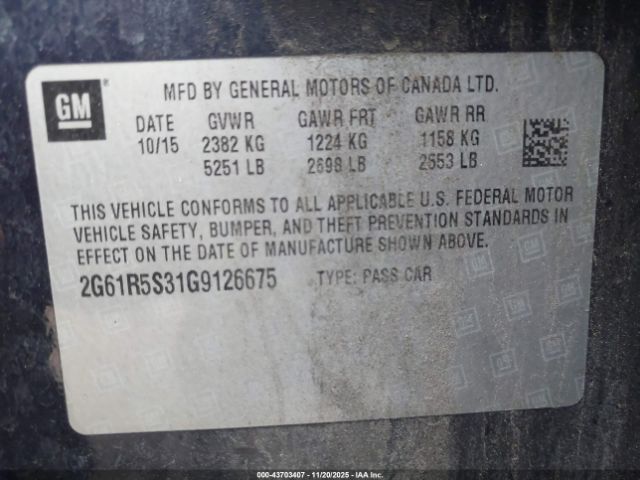 MFD BY GENERAL MOTORS OF CANADA LTD.
GM
DATE GVWR GAWR FRT GAWR RR
10/15 2382 KG 1224 KG 1158 KG
5251 LB 2698 LB 2553 LB
THIS VEHICLE CONFORMS TO ALL APPLICABLE U.S. FEDERAL MOTOR
VEHICLE SAFETY, BUMPER, AND THEFT PREVENTION STANDARDS IN
EFFECT ON THE DATE OF MANUFACTURE SHOWN ABOVE.
2G61R5S31G9126675 TYPE: PASS CAR
000-43703407 - 11/20/2025 - IAAI.COM